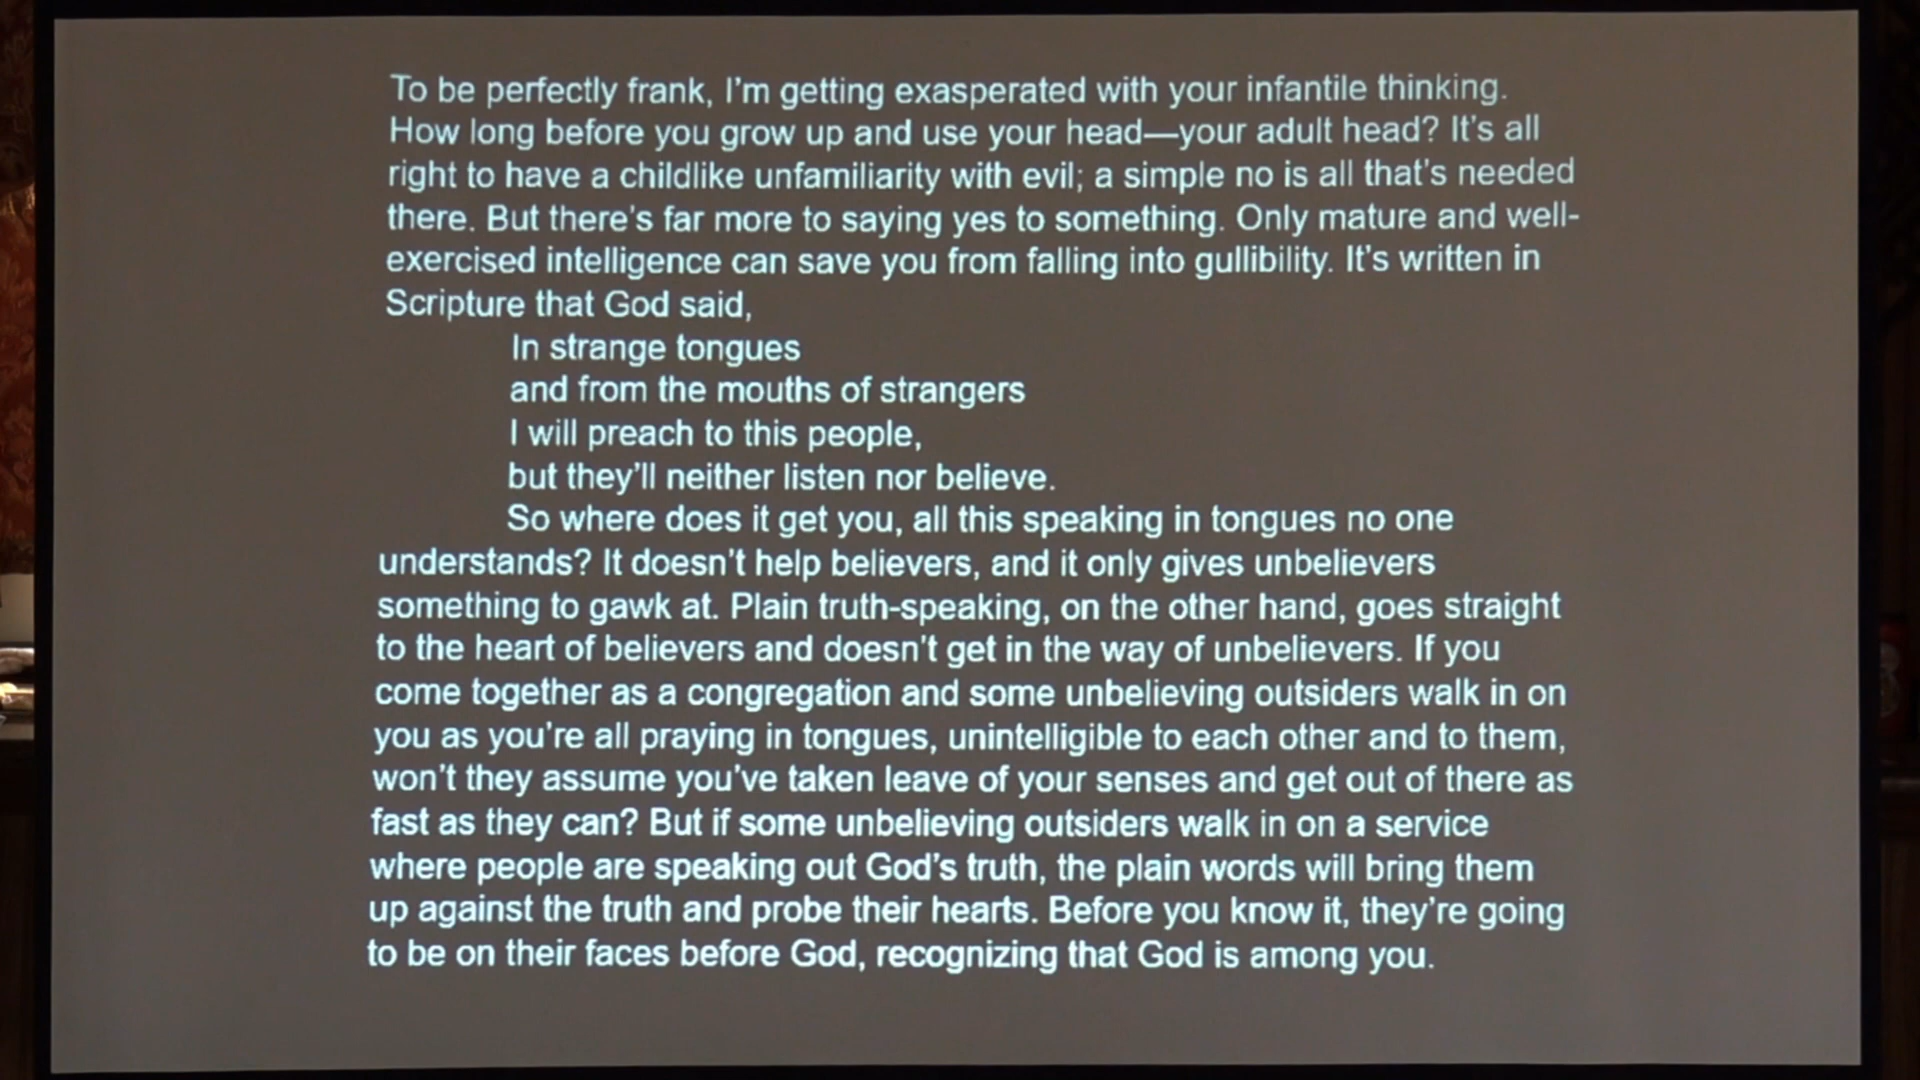 To be perfectly frank, I'm getting exasperated with your infantile thinking.
How long before you grow up and use your head—your adult head? It's all
right to have a childlike unfamiliarity with evil; a simple no is all that's needed
there. But there's far more to saying yes to something. Only mature and well-
exercised intelligence can save you from falling into gullibility. It's written in
Scripture that God said,
In strange tongues
and from the mouths of strangers
I will preach to this people,
but they'll neither listen nor believe.
So where does it get you, all this speaking in tongues no one
understands? It doesn't help believers, and it only gives unbelievers
something to gawk at. Plain truth-speaking, on the other hand, goes straight
to the heart of believers and doesn't get in the way of unbelievers. If you
come together as a congregation and some unbelieving outsiders walk in on
you as you're all praying in tongues, unintelligible to each other and to them,
won't they assume you've taken leave of your senses and get out of there as
fast as they can? But if some unbelieving outsiders walk in on a service
where people are speaking out God's truth, the plain words will bring them
up against the truth and probe their hearts. Before you know it, they're going
to be on their faces before God, recognizing that God is among you.